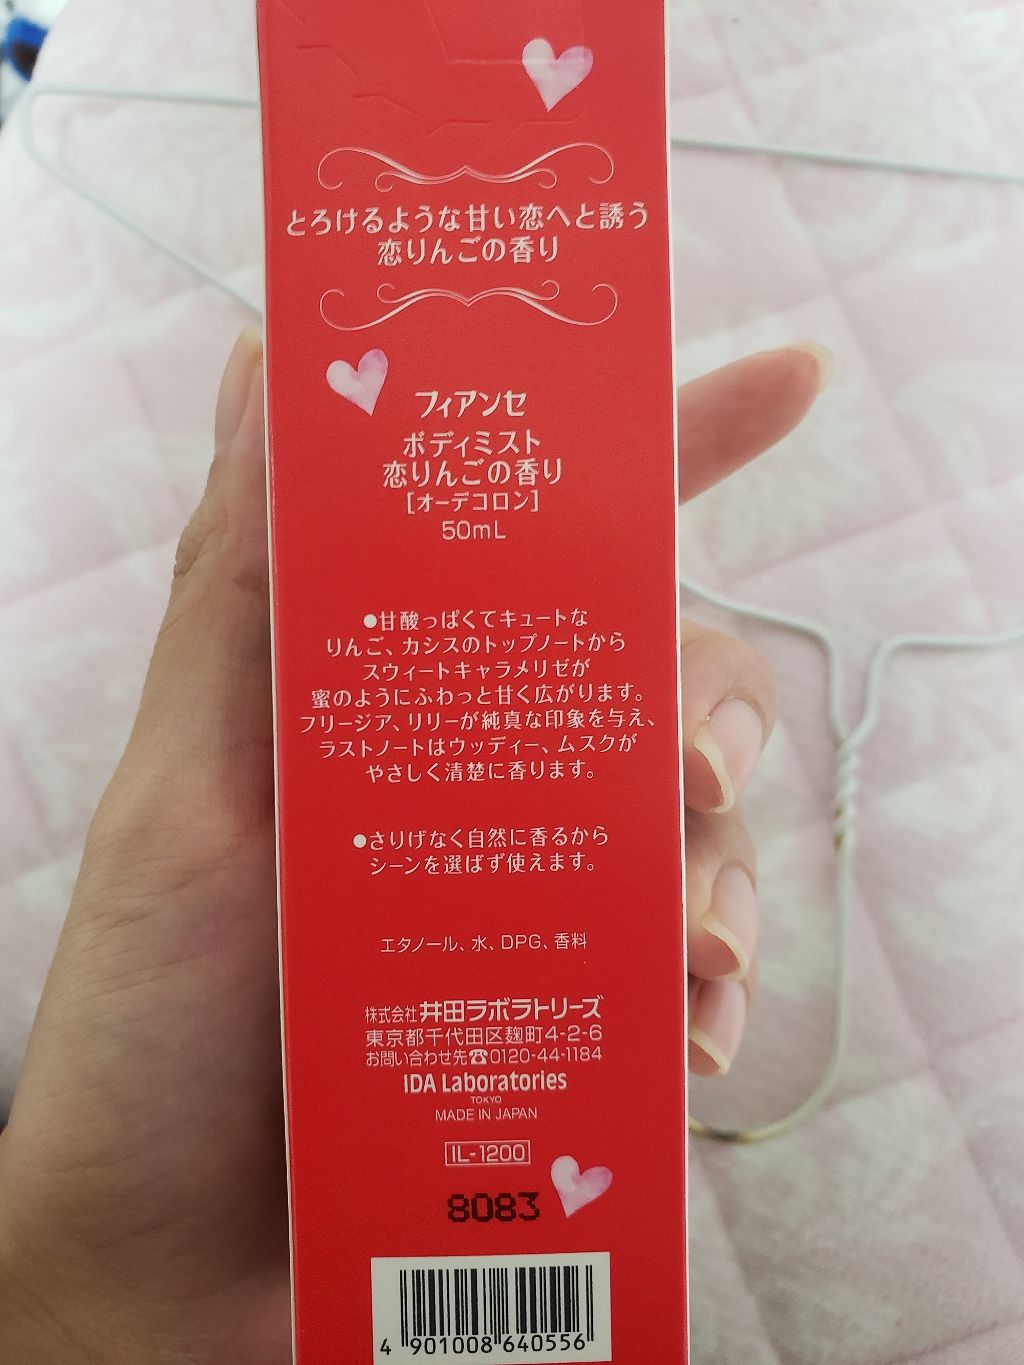 とろけるような甘い恋へと誘う
恋りんごの香り
フィアンセ
ボディミスト
恋りんごの香り
[オーデコロン]
50mL
●甘酸っぱくてキュートな
りんご、カシスのトップノートから
スウィートキャラメリゼが
蜜のようにふわっと甘く広がります。
フリージア、リリーが純真な印象を与え、
ラストノートはウッディー、ムスクが
やさしく清楚に香ります。
●さりげなく自然に香るから
シーンを選ばず使えます。
エタノール、水、DPG、香料
株式会社井田ラボラトリーズ
東京都千代田区麹町4-2-6
お問い合わせ先☎0120-44-1184
IDA Laboratories
TOKYO
MADE IN JAPAN
IL-1200
8083
4 901008 640556